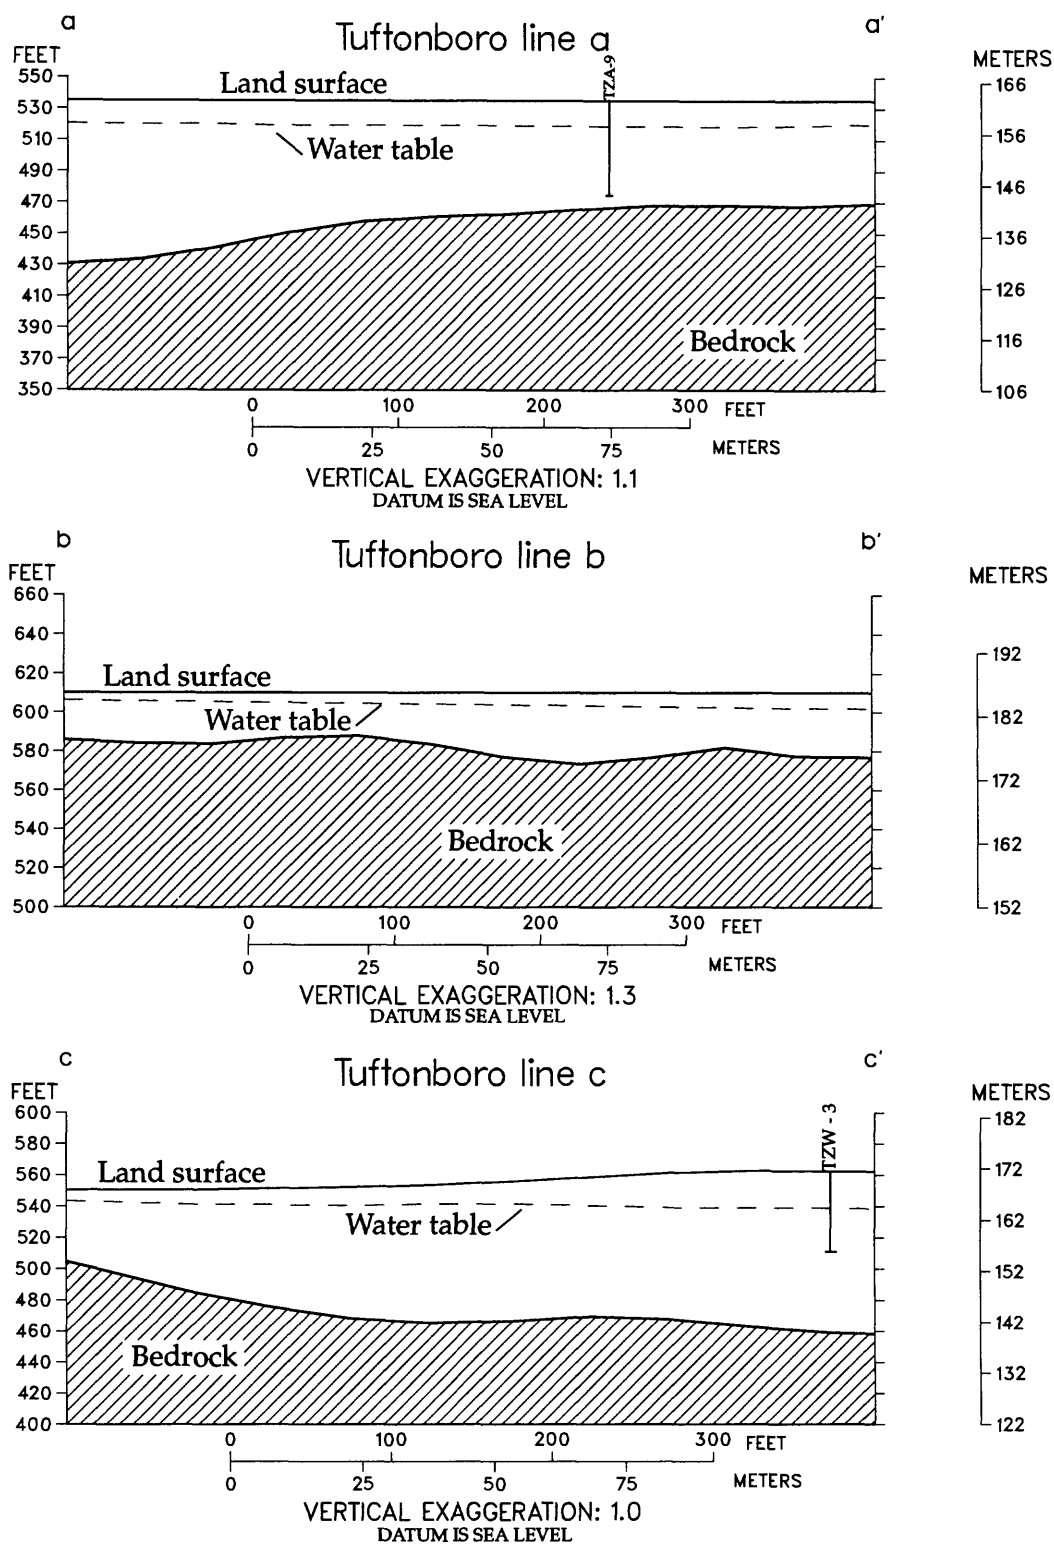 a a'
Tuftonboro line a
FEET METERS
550
530
510
490
470
450
430
410
390
370
350
Land surface
TZA-9
Water table
Bedrock
166
156
146
136
126
116
106
0 100 200 300 FEET
0 25 50 75 METERS
VERTICAL EXAGGERATION: 1.1
DATUM IS SEA LEVEL
b b'
Tuftonboro line b
FEET METERS
660
640
620
600
580
560
540
520
500
Land surface
Water table
Bedrock
192
182
172
162
152
0 100 200 300 FEET
0 25 50 75 METERS
VERTICAL EXAGGERATION: 1.3
DATUM IS SEA LEVEL
c c'
Tuftonboro line c
FEET METERS
600
580
560
540
520
500
480
460
440
420
400
TZW - 3
Land surface
Water table
Bedrock
182
172
162
152
142
132
122
0 100 200 300 FEET
0 25 50 75 METERS
VERTICAL EXAGGERATION: 1.0
DATUM IS SEA LEVEL